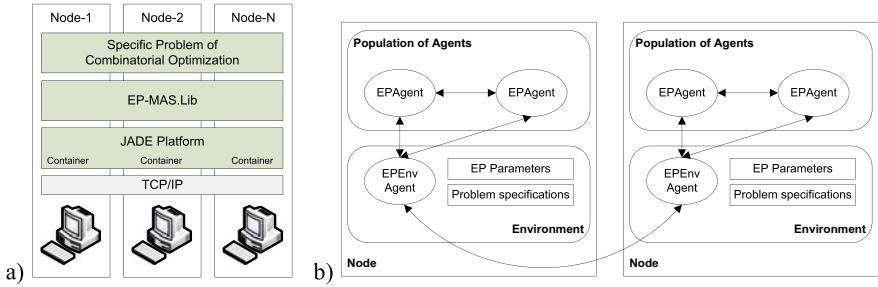 Node-1 Node-2 Node-N
Specific Problem of
Combinatorial Optimization
EP-MAS.Lib
JADE Platform
Container Container Container
TCP/IP
a)
Population of Agents
EPAgent EPAgent
EPEnv
Agent
EP Parameters
Problem specifications
Environment
Node
b)
Population of Agents
EPAgent EPAgent
EPEnv
Agent
EP Parameters
Problem specifications
Environment
Node